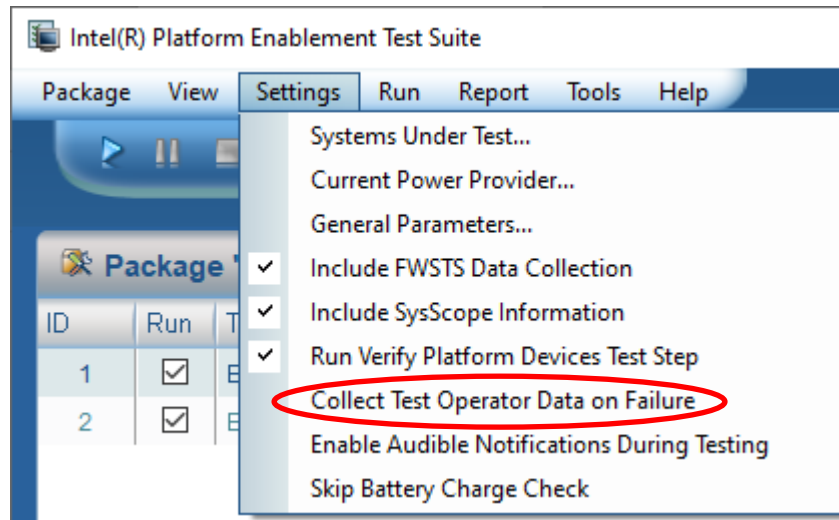 Intel(R) Platform Enablement Test Suite
Package View Settings Run Report Tools Help
Systems Under Test...
Current Power Provider...
General Parameters...
Include FWSTS Data Collection
Include SysScope Information
Run Verify Platform Devices Test Step
Collect Test Operator Data on Failure
Enable Audible Notifications During Testing
Skip Battery Charge Check
Package '
ID Run T
1 E
2 E